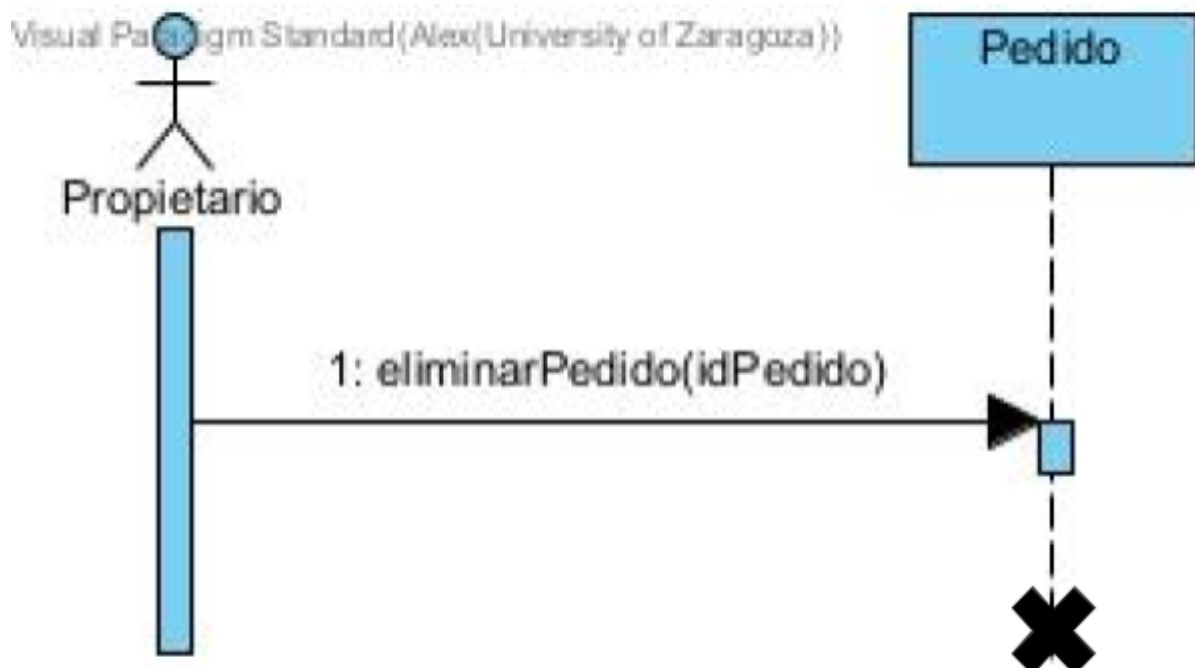 Visual Paradigm Standard(Alex(University of Zaragoza))
Pedido
Propietario
1: eliminarPedido(idPedido)